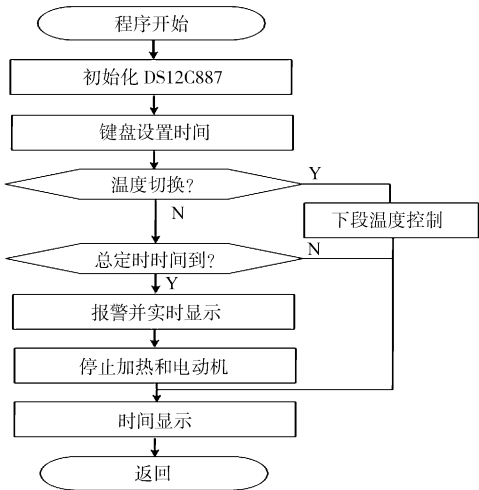 程序开始
初始化 DS12C887
键盘设置时间
温度切换?
Y
N
下段温度控制
总定时时间到?
N
Y
报警并实时显示
停止加热和电动机
时间显示
返回